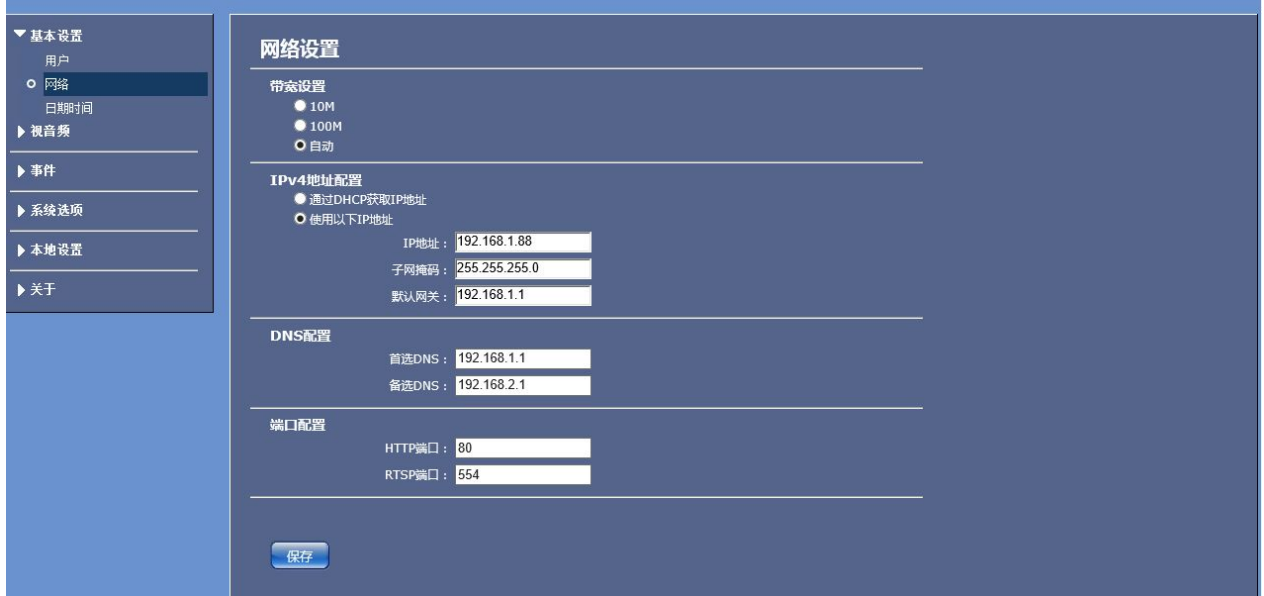 基本设置
用户
网络
日期时间
视音频
事件
系统选项
本地设置
关于
网络设置
带宽设置
10M
100M
自动
IPv4地址配置
通过DHCP获取IP地址
使用以下IP地址
IP地址： 192.168.1.88
子网掩码： 255.255.255.0
默认网关： 192.168.1.1
DNS配置
首选DNS： 192.168.1.1
备选DNS： 192.168.2.1
端口配置
HTTP端口： 80
RTSP端口： 554
保存